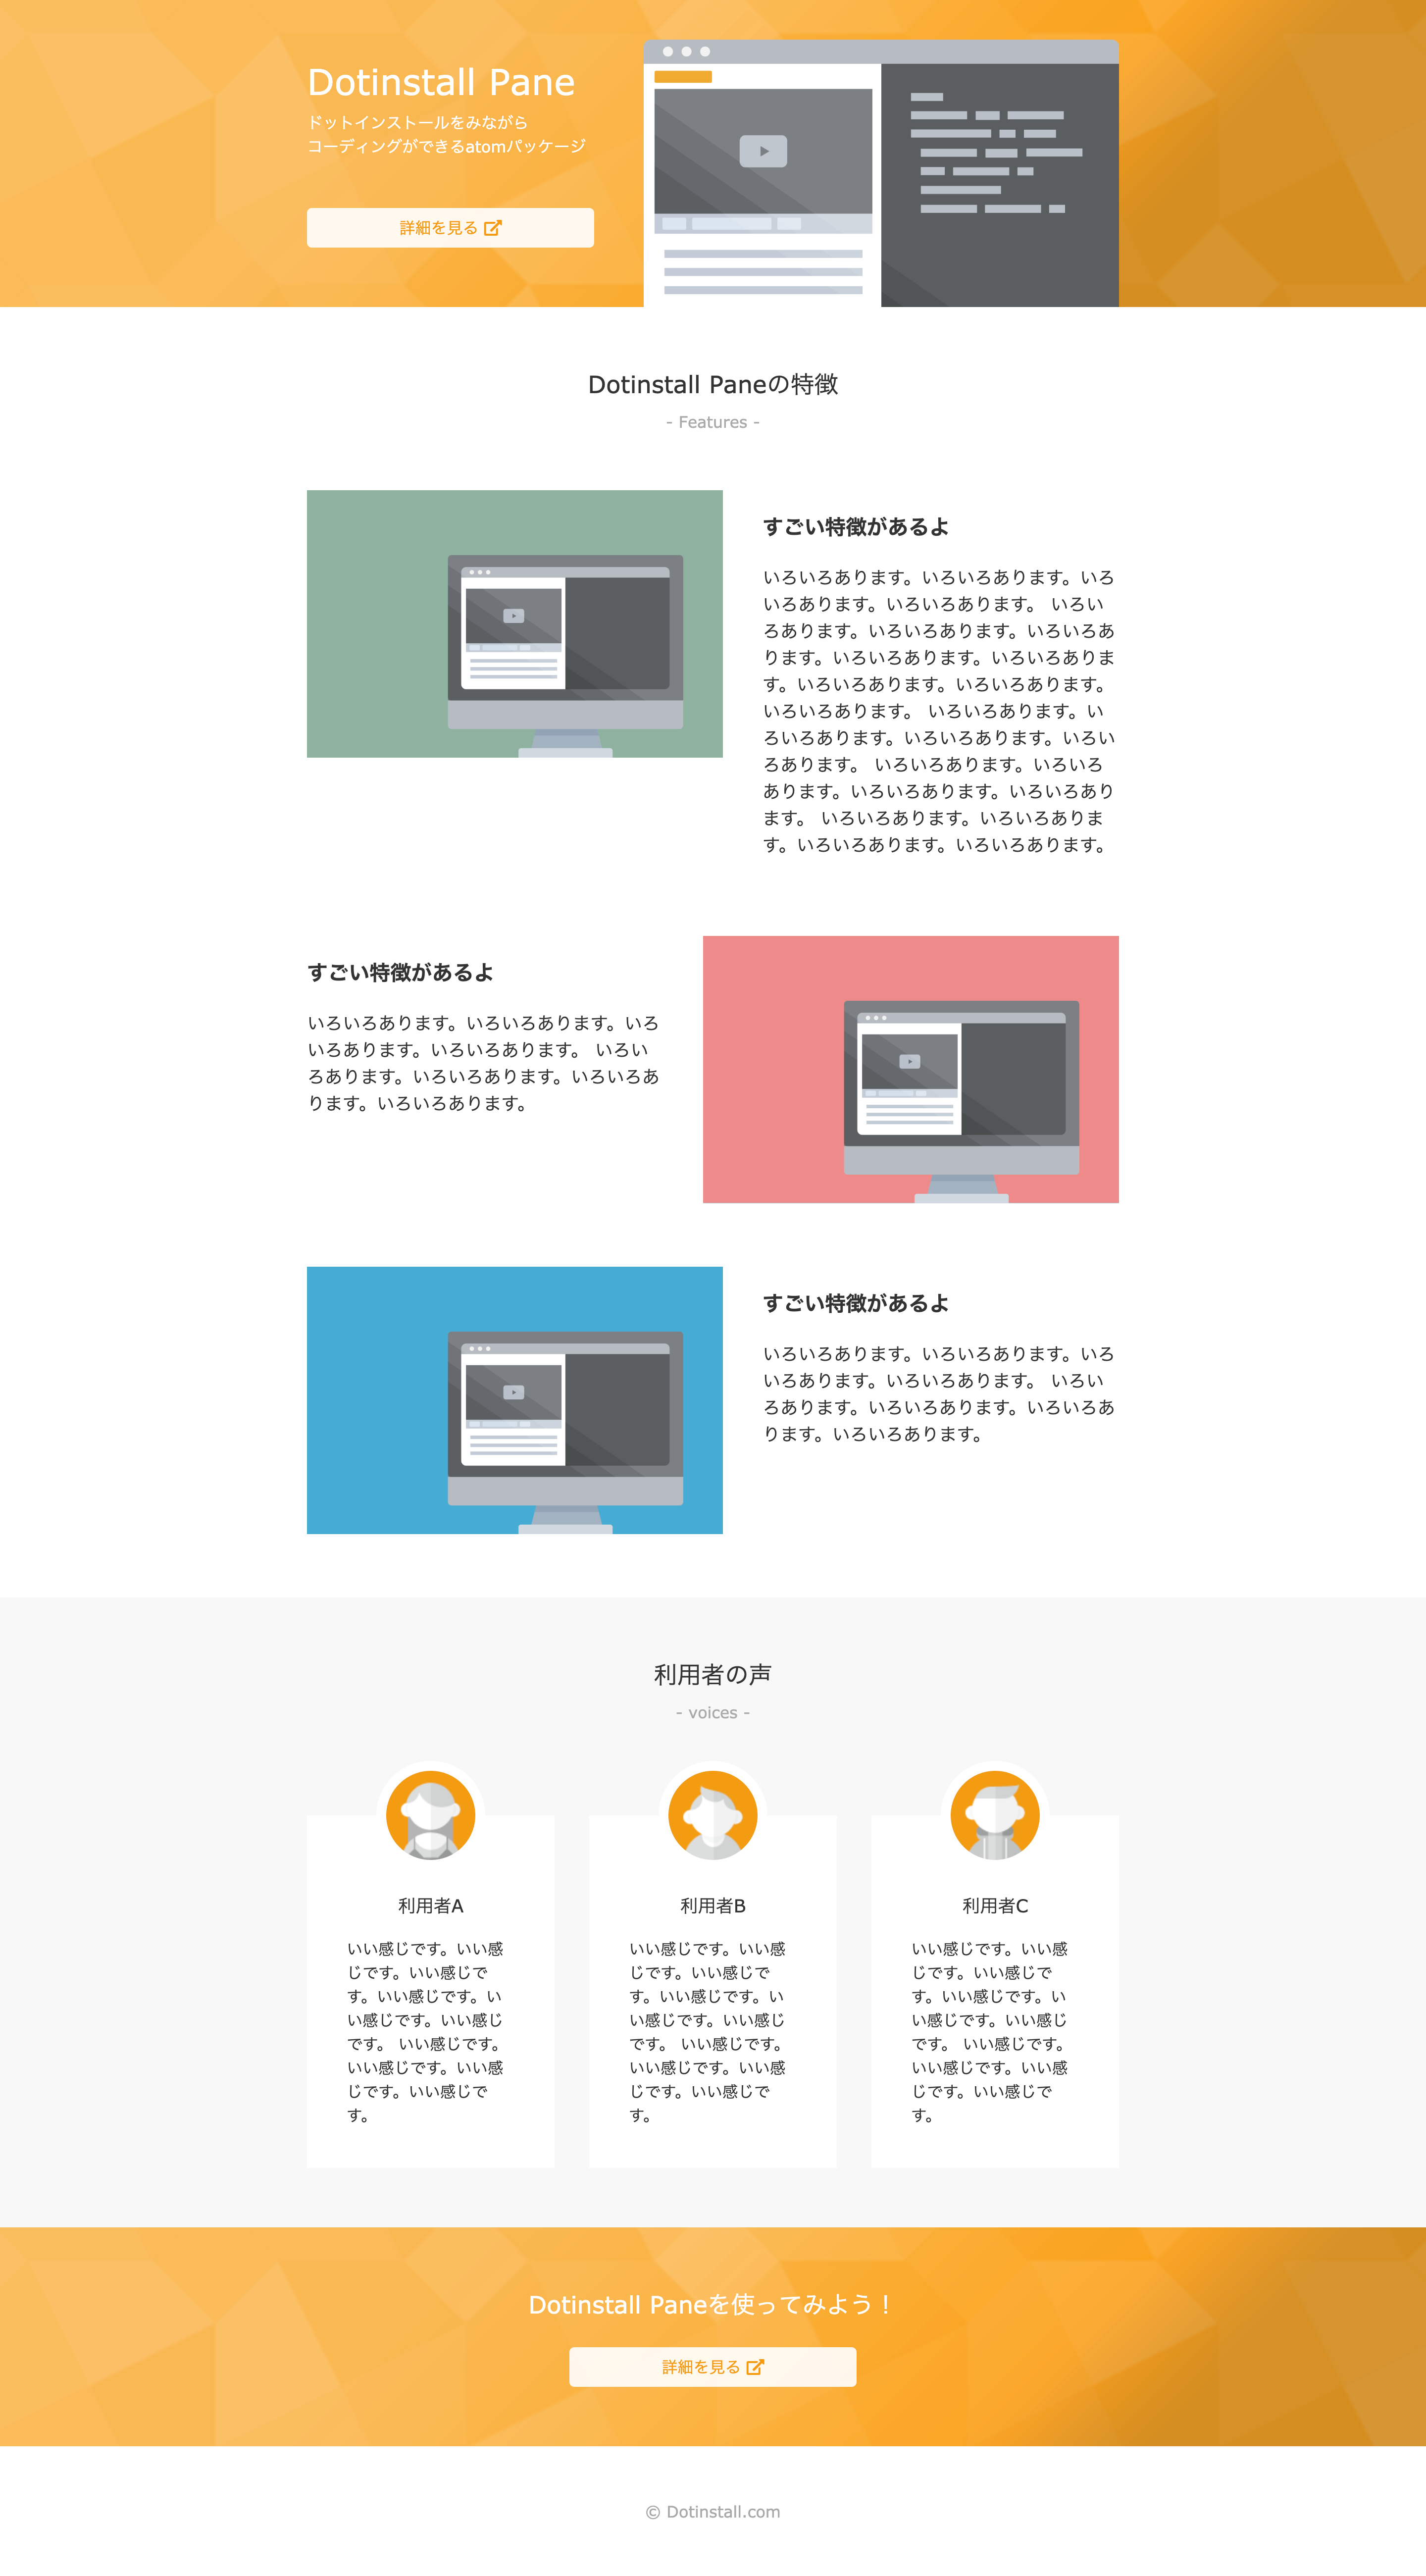 Dotinstall Pane
ドットインストールをみながら
コーディングができるatomパッケージ
詳細を見る
Dotinstall Paneの特徴
- Features -
すごい特徴があるよ
いろいろあります。いろいろあります。いろ
いろあります。いろいろあります。 いろい
ろあります。いろいろあります。いろいろあ
ります。いろいろあります。いろいろありま
す。いろいろあります。いろいろあります。
いろいろあります。 いろいろあります。い
ろいろあります。いろいろあります。いろい
ろあります。 いろいろあります。いろいろ
あります。いろいろあります。いろいろあり
ます。 いろいろあります。いろいろありま
す。いろいろあります。いろいろあります。
すごい特徴があるよ
いろいろあります。いろいろあります。いろ
いろあります。いろいろあります。 いろい
ろあります。いろいろあります。いろいろあ
ります。いろいろあります。
すごい特徴があるよ
いろいろあります。いろいろあります。いろ
いろあります。いろいろあります。 いろい
ろあります。いろいろあります。いろいろあ
ります。いろいろあります。
利用者の声
- voices -
利用者A
いい感じです。いい感
じです。いい感じで
す。いい感じです。い
い感じです。いい感じ
です。 いい感じです。
いい感じです。いい感
じです。いい感じで
す。
利用者B
いい感じです。いい感
じです。いい感じで
す。いい感じです。い
い感じです。いい感じ
です。 いい感じです。
いい感じです。いい感
じです。いい感じで
す。
利用者C
いい感じです。いい感
じです。いい感じで
す。いい感じです。い
い感じです。いい感じ
です。 いい感じです。
いい感じです。いい感
じです。いい感じで
す。
Dotinstall Paneを使ってみよう！
詳細を見る
© Dotinstall.com